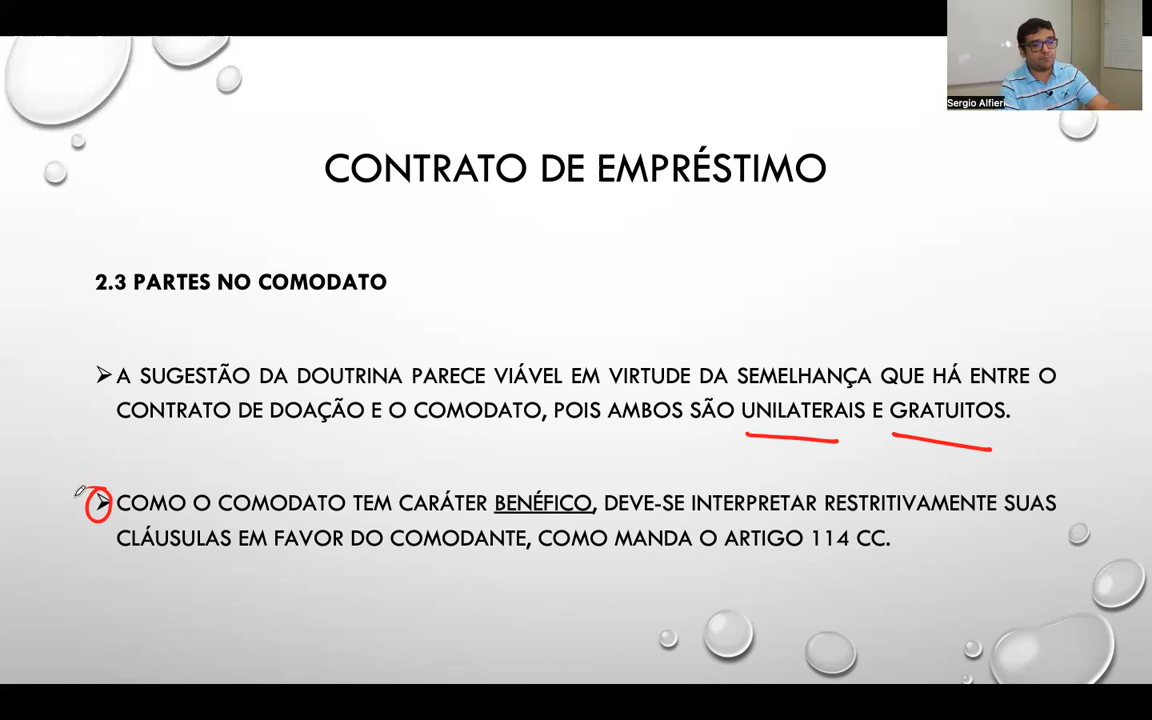 Sergio Alfieri
CONTRATO DE EMPRÉSTIMO
2.3 PARTES NO COMODATO
➢A SUGESTÃO DA DOUTRINA PARECE VIÁVEL EM VIRTUDE DA SEMELHANÇA QUE HÁ ENTRE O
CONTRATO DE DOAÇÃO E O COMODATO, POIS AMBOS SÃO UNILATERAIS E GRATUITOS.
➢COMO O COMODATO TEM CARÁTER BENÉFICO, DEVE-SE INTERPRETAR RESTRITIVAMENTE SUAS
CLÁUSULAS EM FAVOR DO COMODANTE, COMO MANDA O ARTIGO 114 CC.